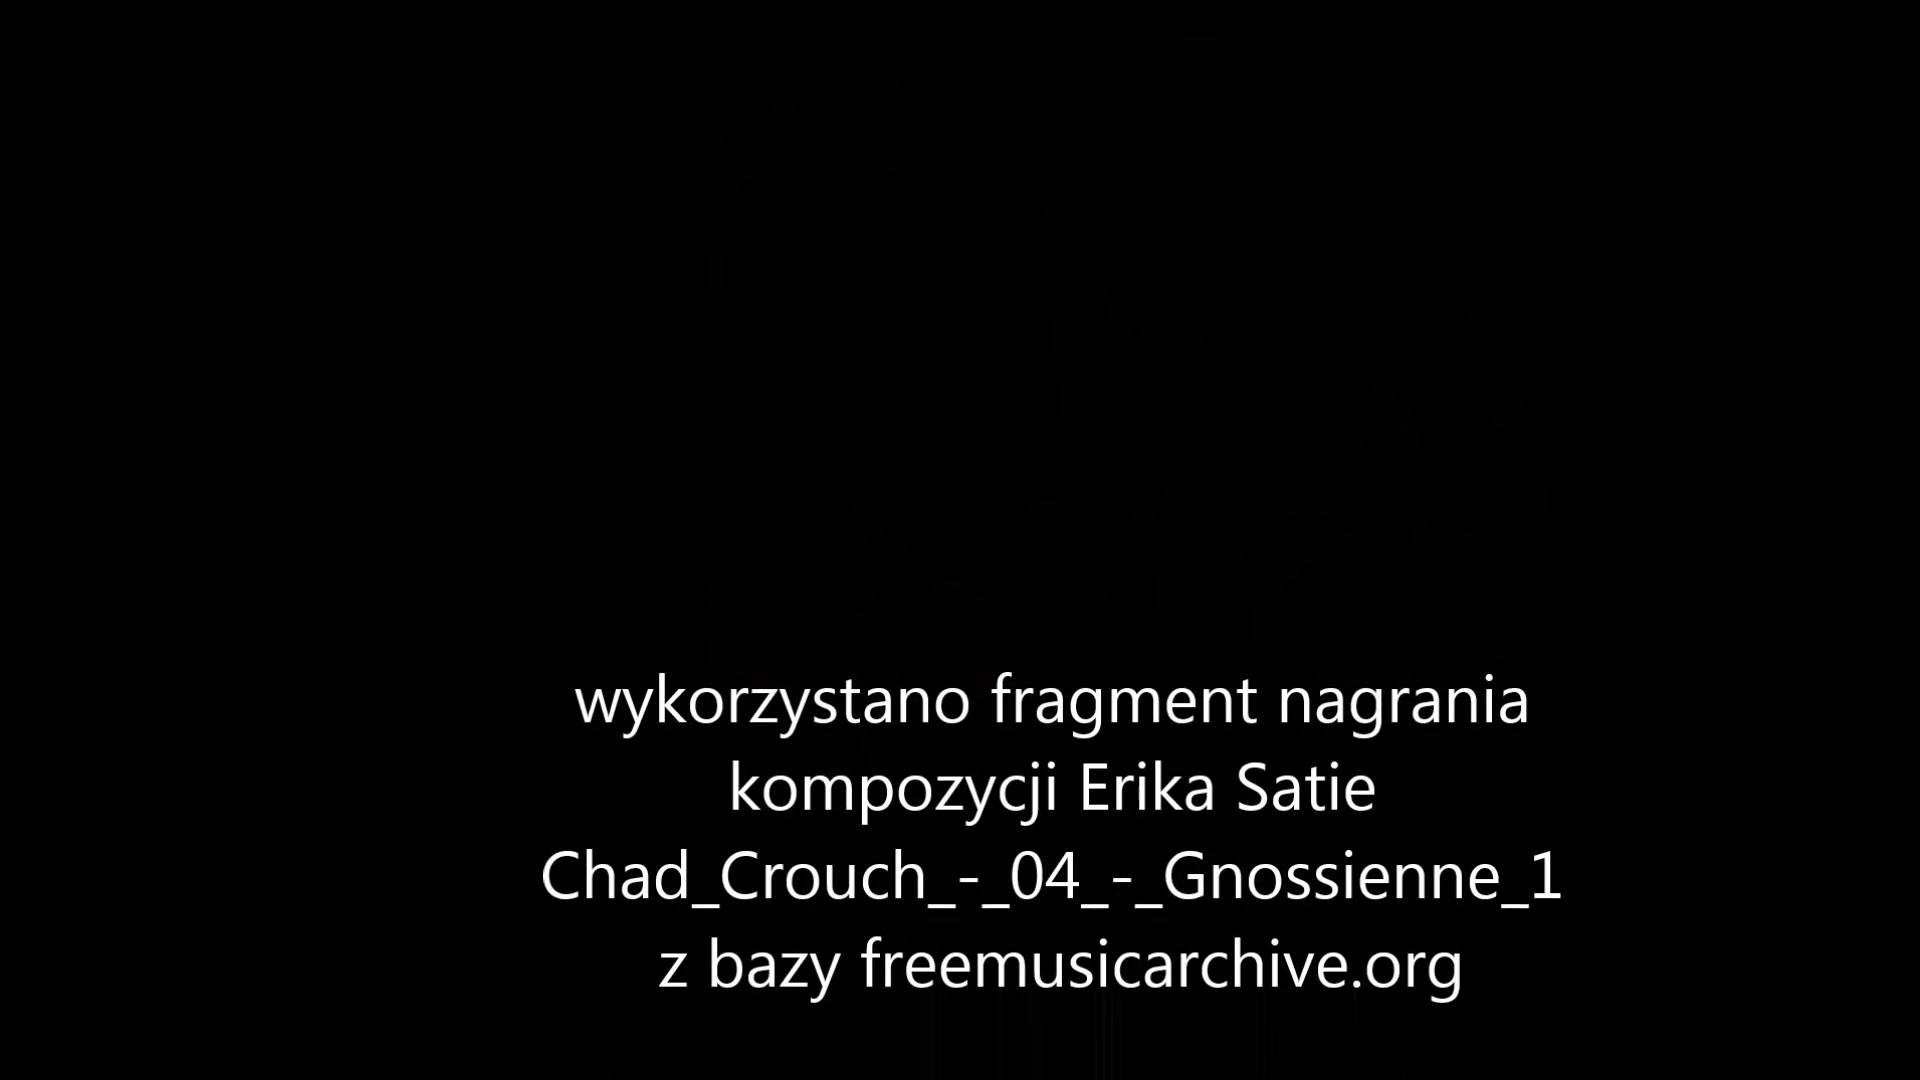 wykorzystano fragment nagrania
kompozycji Erika Satie
Chad_Crouch_-_04_-_Gnossienne_1
z bazy freemusicarchive.org